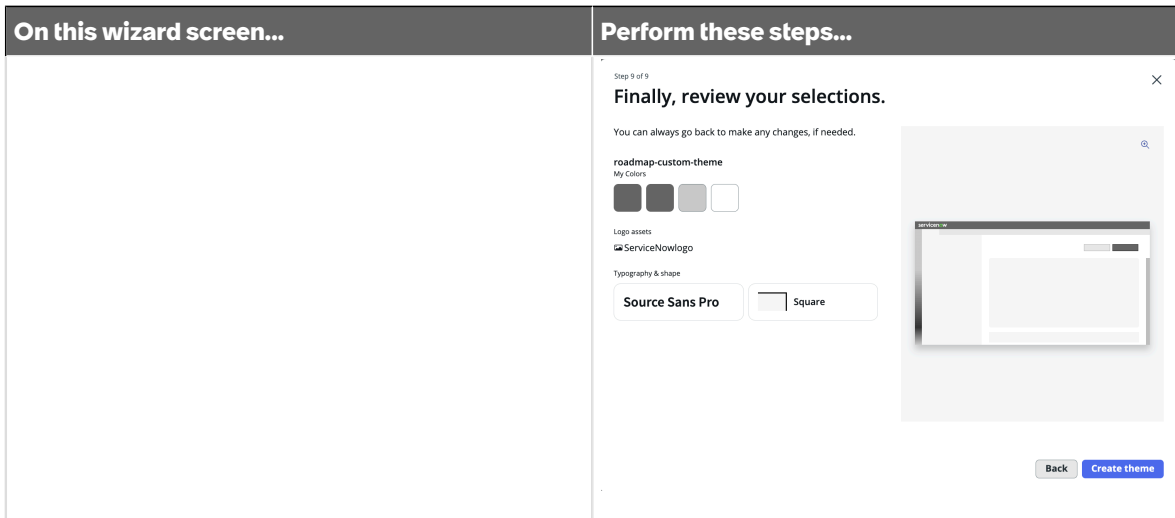 On this wizard screen...
Perform these steps...
Step 9 of 9
Finally, review your selections.
You can always go back to make any changes, if needed.
roadmap-custom-theme
My Colors
Logo assets
ServiceNowlogo
Typography & shape
Source Sans Pro
Square
servicenow
Back
Create theme